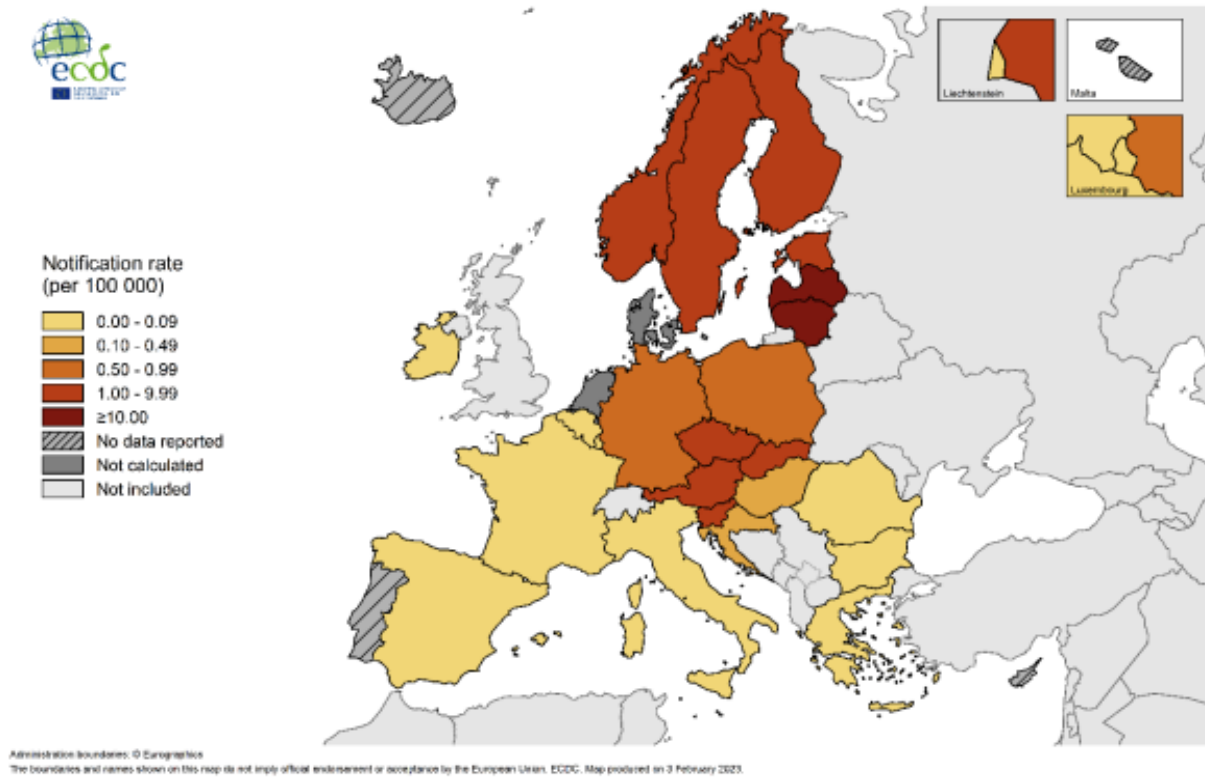 ecdc
Notification rate
(per 100 000)
0.00 - 0.09
0.10 - 0.49
0.50 - 0.99
1.00 - 9.99
≥10.00
No data reported
Not calculated
Not included
Liechtenstein
Malta
Luxembourg
Administration boundaries: © Eurographics
The boundaries and names shown on this map do not imply official endorsement or acceptance by the European Union. ECDC. Map produced on 3 February 2023.